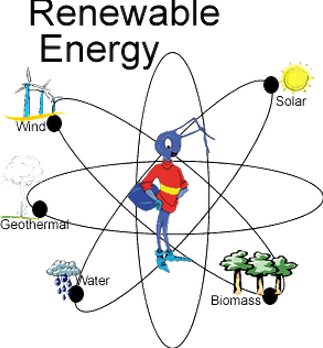 Renewable
Energy
Solar
Wind
Geothermal
Water
Biomass